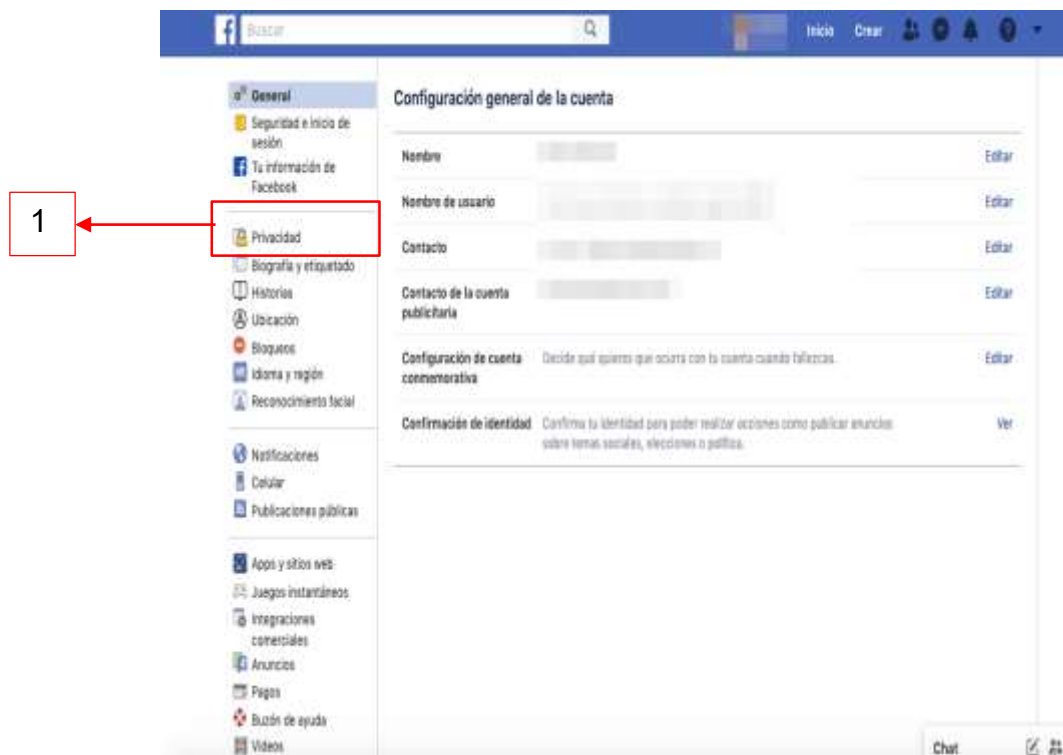 Buscar
Inicio Crear
General
Seguridad e inicio de
sesión
Tu información de
Facebook
1
Privacidad
Biografía y etiquetado
Historias
Ubicación
Bloqueos
Idioma y región
Reconocimiento facial
Notificaciones
Celular
Publicaciones públicas
Apps y sitios web
Juegos instantáneos
Integraciones
comerciales
Anuncios
Pagos
Buzón de ayuda
Videos
Configuración general de la cuenta
Nombre Editar
Nombre de usuario Editar
Contacto Editar
Contacto de la cuenta
publicitaria Editar
Configuración de cuenta
conmemorativa
Decide qué quieres que ocurra con tu cuenta cuando fallezcas. Editar
Confirmación de identidad
Confirma tu identidad para poder realizar acciones como publicar anuncios
sobre temas sociales, elecciones o política.
Ver
Chat